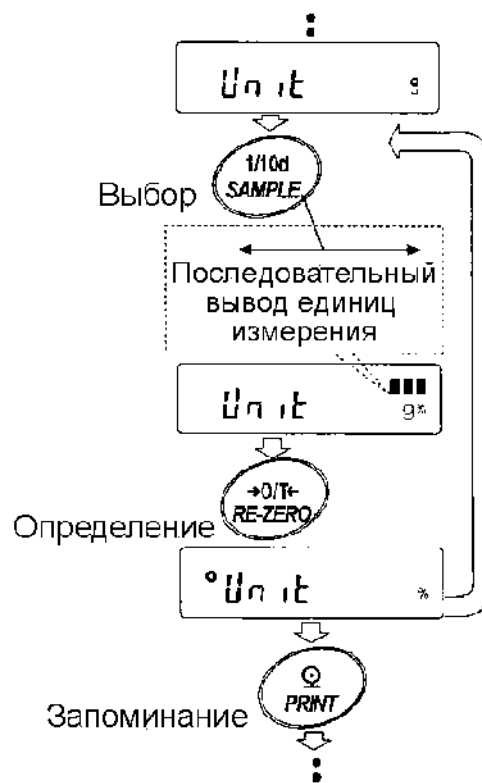 Unit g
1/10d
SAMPLE
Выбор
Последовательный
вывод единиц
измерения
Unit g%
→0/T←
RE-ZERO
Определение
°Unit %
PRINT
Запоминание